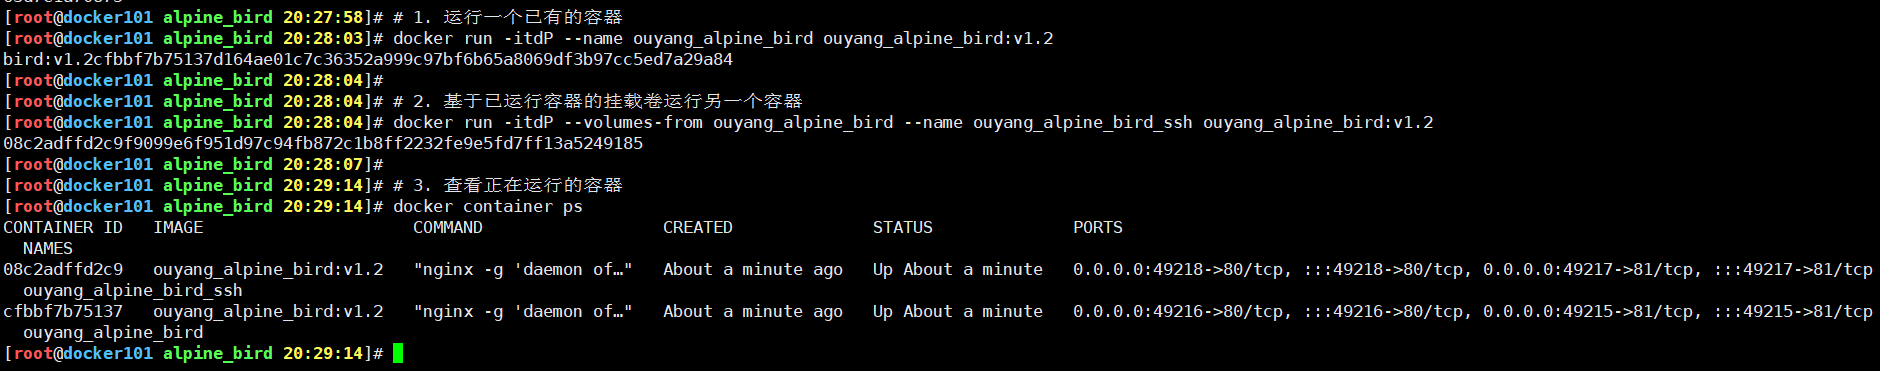 [root@docker101 alpine_bird 20:27:58]# # 1. 运行一个已有的容器
[root@docker101 alpine_bird 20:28:03]# docker run -itdP --name ouyang_alpine_bird ouyang_alpine_bird:v1.2
bird:v1.2cfbbf7b75137d164ae01c7c36352a999c97bf6b65a8069df3b97cc5ed7a29a84
[root@docker101 alpine_bird 20:28:04]#
[root@docker101 alpine_bird 20:28:04]# # 2. 基于已运行容器的挂载卷运行另一个容器
[root@docker101 alpine_bird 20:28:04]# docker run -itdP --volumes-from ouyang_alpine_bird --name ouyang_alpine_bird_ssh ouyang_alpine_bird:v1.2
08c2adffd2c9f9099e6f951d97c94fb872c1b8ff2232fe9e5fd7ff13a5249185
[root@docker101 alpine_bird 20:28:07]#
[root@docker101 alpine_bird 20:29:14]# # 3. 查看正在运行的容器
[root@docker101 alpine_bird 20:29:14]# docker container ps
CONTAINER ID   IMAGE                     COMMAND                  CREATED              STATUS              PORTS
  NAMES
08c2adffd2c9   ouyang_alpine_bird:v1.2   "nginx -g 'daemon of…"   About a minute ago   Up About a minute   0.0.0.0:49218->80/tcp, :::49218->80/tcp, 0.0.0.0:49217->81/tcp, :::49217->81/tcp
  ouyang_alpine_bird_ssh
cfbbf7b75137   ouyang_alpine_bird:v1.2   "nginx -g 'daemon of…"   About a minute ago   Up About a minute   0.0.0.0:49216->80/tcp, :::49216->80/tcp, 0.0.0.0:49215->81/tcp, :::49215->81/tcp
  ouyang_alpine_bird
[root@docker101 alpine_bird 20:29:14]#